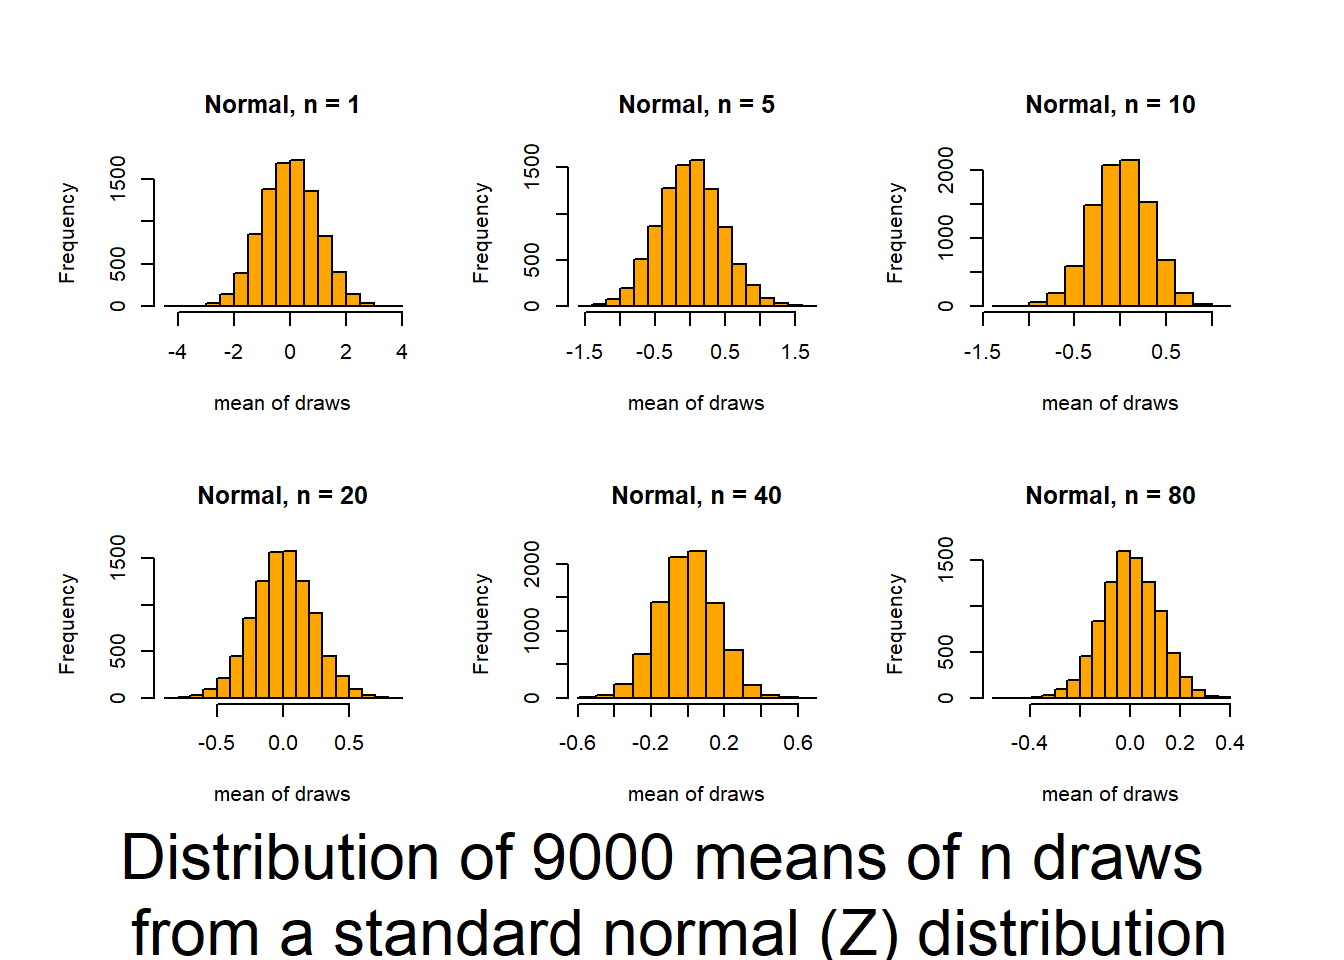 Normal, n = 1
Frequency
0 500 1500
-4 -2 0 2 4
mean of draws
Normal, n = 5
Frequency
0 500 1500
-1.5 -0.5 0.5 1.5
mean of draws
Normal, n = 10
Frequency
0 1000 2000
-1.5 -0.5 0.5
mean of draws
Normal, n = 20
Frequency
0 500 1500
-0.5 0.0 0.5
mean of draws
Normal, n = 40
Frequency
0 1000 2000
-0.6 -0.2 0.2 0.6
mean of draws
Normal, n = 80
Frequency
0 500 1500
-0.4 0.0 0.2 0.4
mean of draws
Distribution of 9000 means of n draws
from a standard normal (Z) distribution